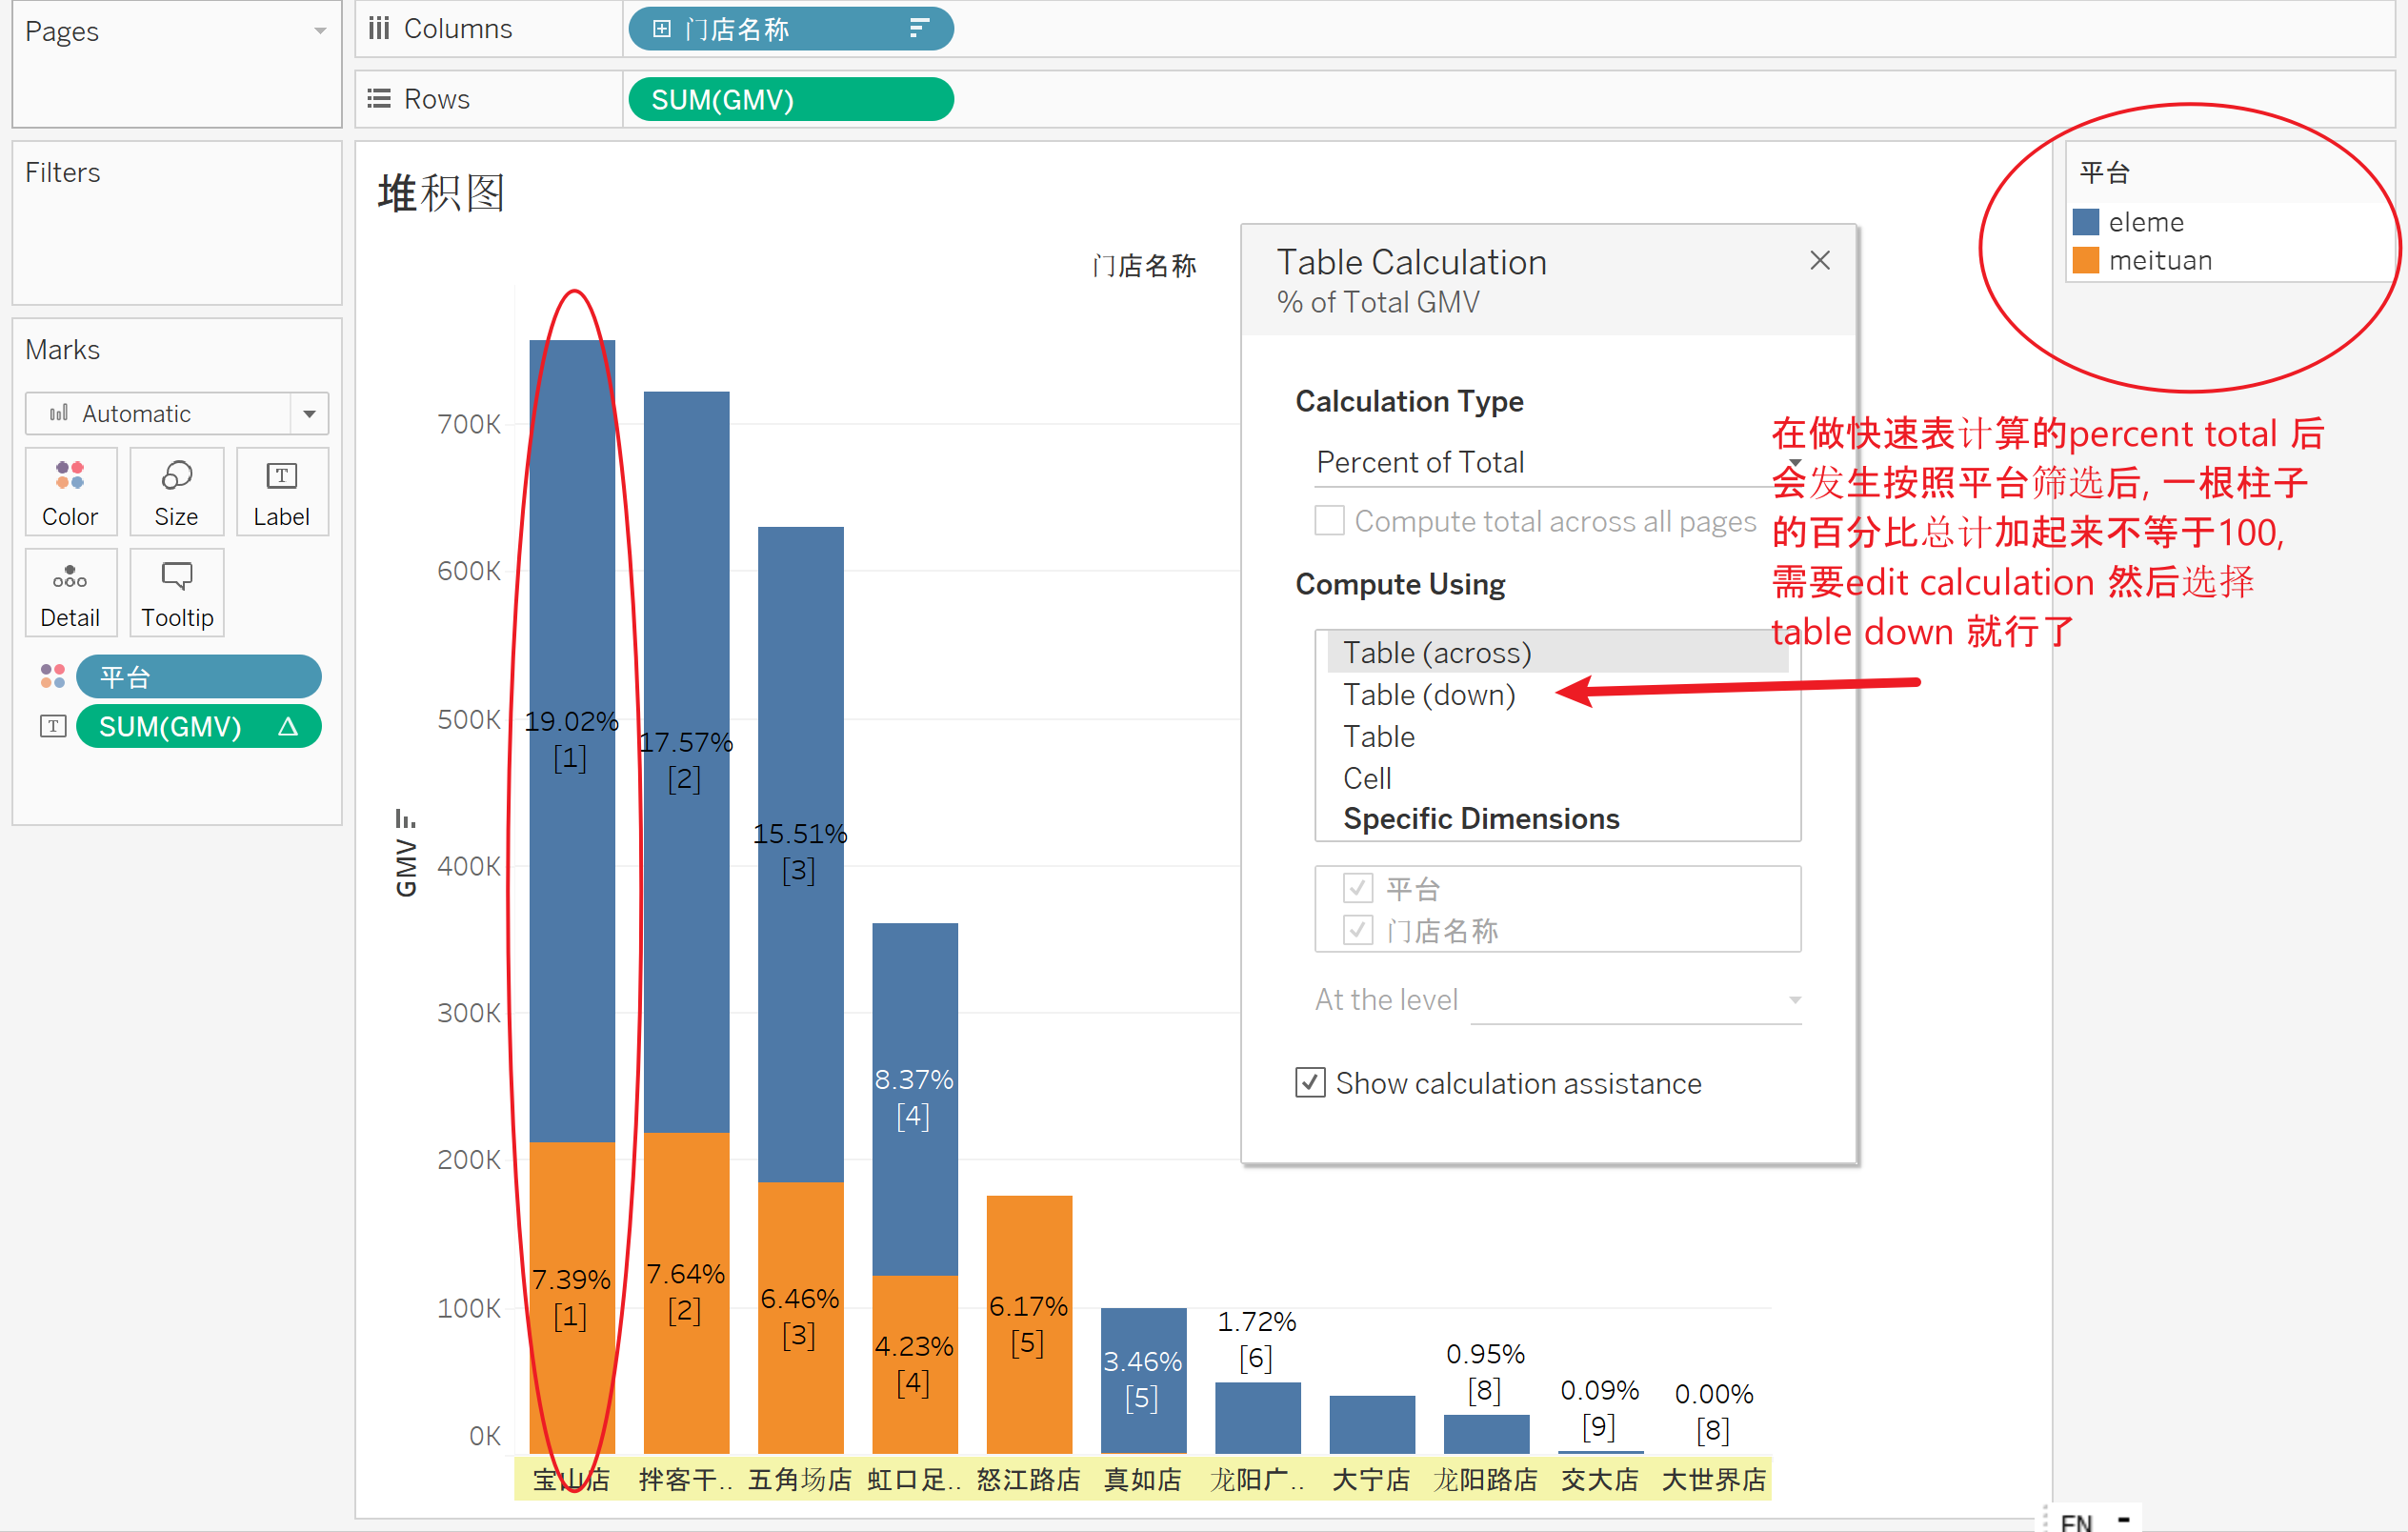 Pages
Columns
门店名称
Rows
SUM(GMV)
Filters
Marks
Automatic
Color
Size
Label
Detail
Tooltip
平台
SUM(GMV)
堆积图
门店名称
GMV
700K
600K
500K
400K
300K
200K
100K
0K
19.02%
[1]
17.57%
[2]
15.51%
[3]
8.37%
[4]
7.39%
[1]
7.64%
[2]
6.46%
[3]
4.23%
[4]
6.17%
[5]
3.46%
[5]
1.72%
[6]
0.95%
[8]
0.09%
[9]
0.00%
[8]
宝山店
拌客干..
五角场店
虹口足..
怒江路店
真如店
龙阳广..
大宁店
龙阳路店
交大店
大世界店
Table Calculation
% of Total GMV
Calculation Type
Percent of Total
Compute total across all pages
Compute Using
Table (across)
Table (down)
Table
Cell
Specific Dimensions
平台
门店名称
At the level
Show calculation assistance
平台
eleme
meituan
在做快速表计算的percent total 后
会发生按照平台筛选后, 一根柱子
的百分比总计加起来不等于100,
需要edit calculation 然后选择
table down 就行了
EN